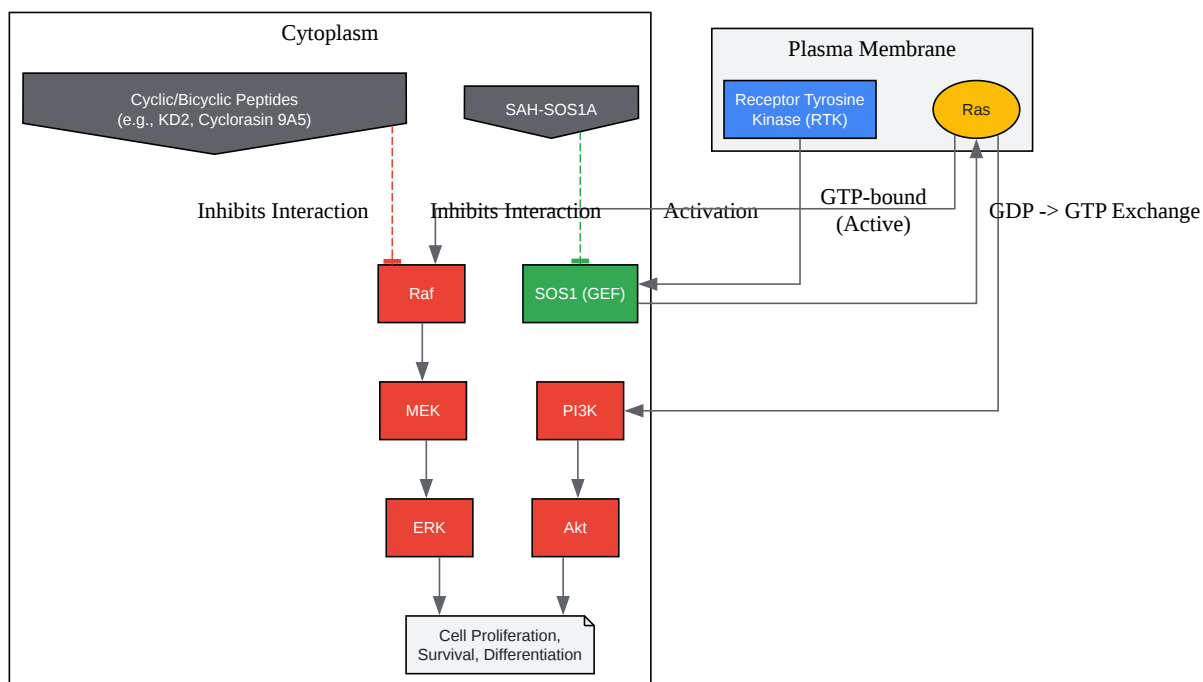 Cytoplasm
Plasma Membrane
Cyclic/Bicyclic Peptides
(e.g., KD2, Cyclorasin 9A5)
SAH-SOS1A
Receptor Tyrosine
Kinase (RTK)
Ras
Inhibits Interaction
Inhibits Interaction
Activation
GTP-bound
(Active)
GDP -> GTP Exchange
Raf
SOS1 (GEF)
MEK
PI3K
ERK
Akt
Cell Proliferation,
Survival, Differentiation